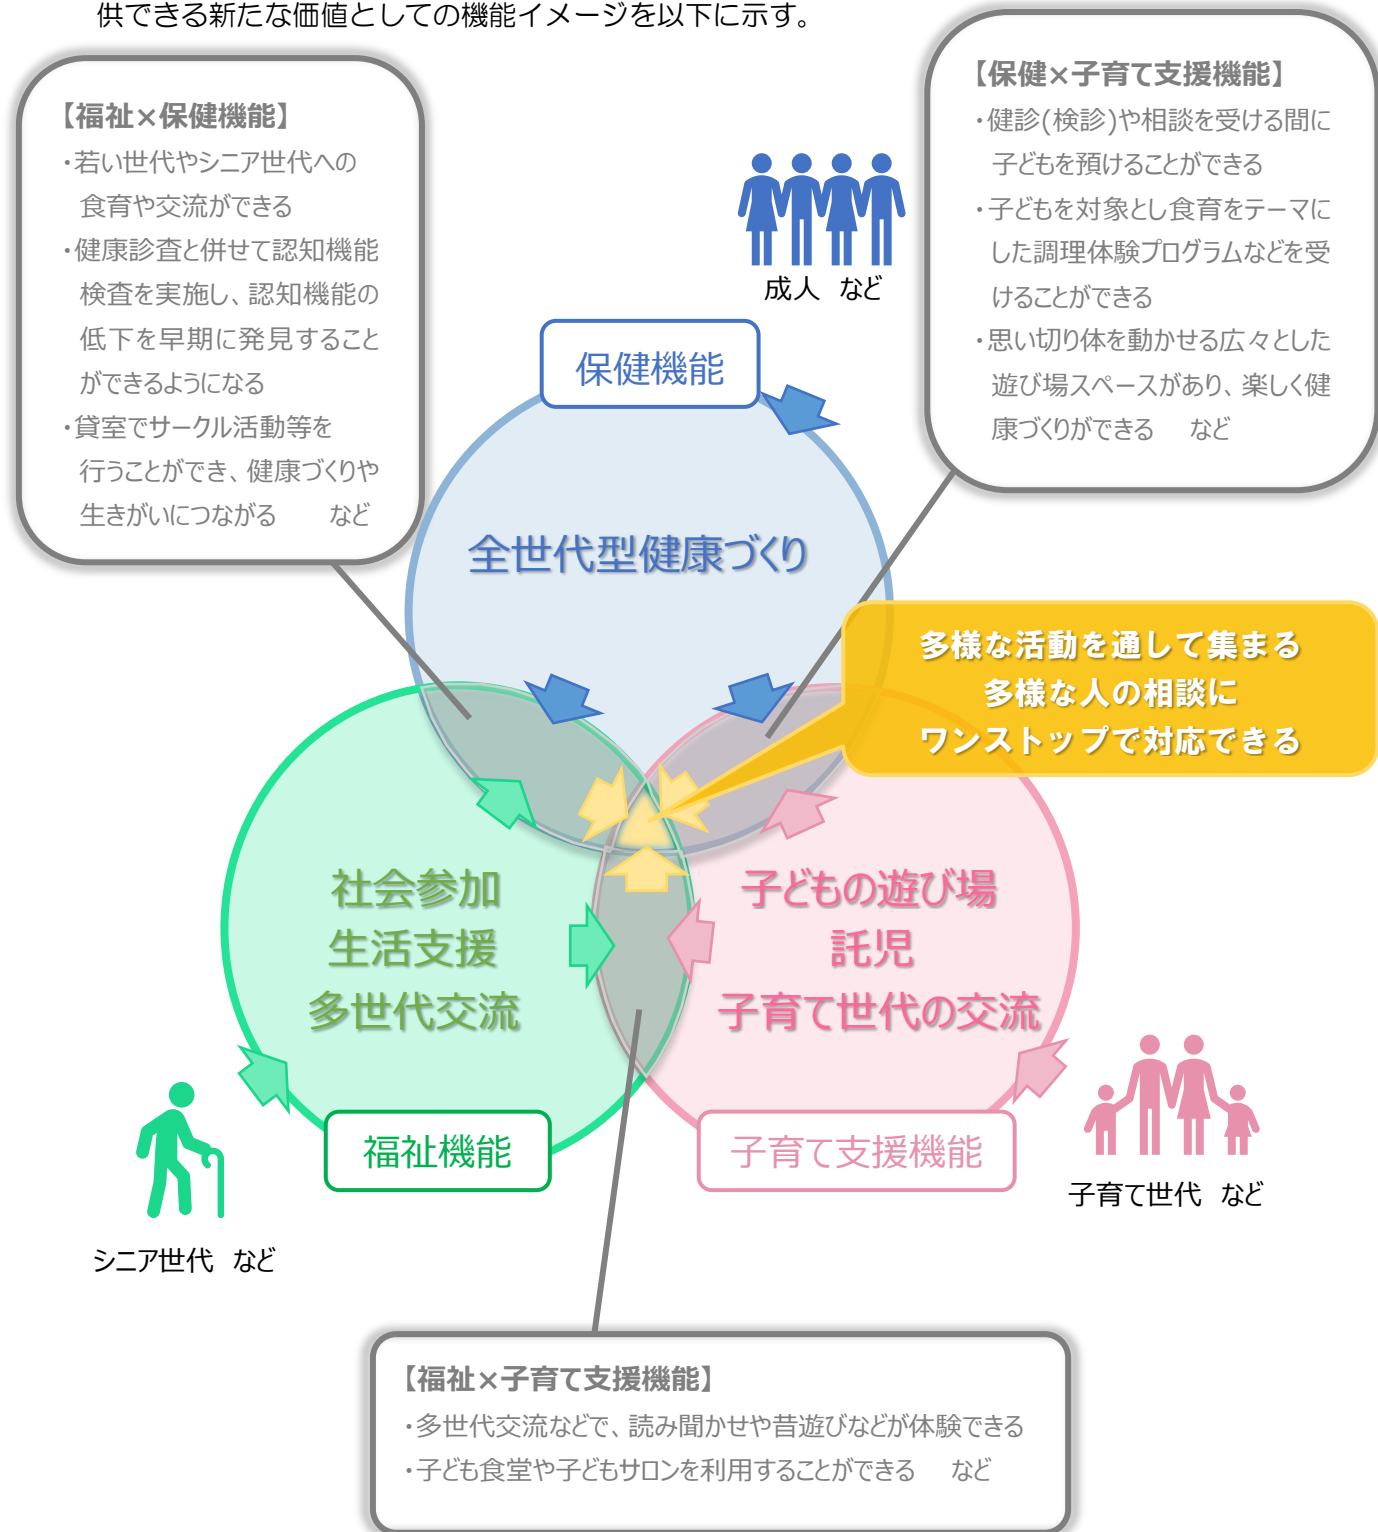 供できる新たな価値としての機能イメージを以下に示す。
【福祉×保健機能】
・若い世代やシニア世代への
食育や交流ができる
・健康診査と併せて認知機能
検査を実施し、認知機能の
低下を早期に発見すること
ができるようになる
・貸室でサークル活動等を
行うことができ、健康づくりや
生きがいにつながる　など
【保健×子育て支援機能】
・健診(検診)や相談を受ける間に
子どもを預けることができる
・子どもを対象とし食育をテーマに
した調理体験プログラムなどを受
けることができる
・思い切り体を動かせる広々とした
遊び場スペースがあり、楽しく健
康づくりができる　など
成人　など
保健機能
全世代型健康づくり
多様な活動を通して集まる
多様な人の相談に
ワンストップで対応できる
社会参加
生活支援
多世代交流
子どもの遊び場
託児
子育て世代の交流
福祉機能
子育て支援機能
シニア世代　など
子育て世代　など
【福祉×子育て支援機能】
・多世代交流などで、読み聞かせや昔遊びなどが体験できる
・子ども食堂や子どもサロンを利用することができる　など